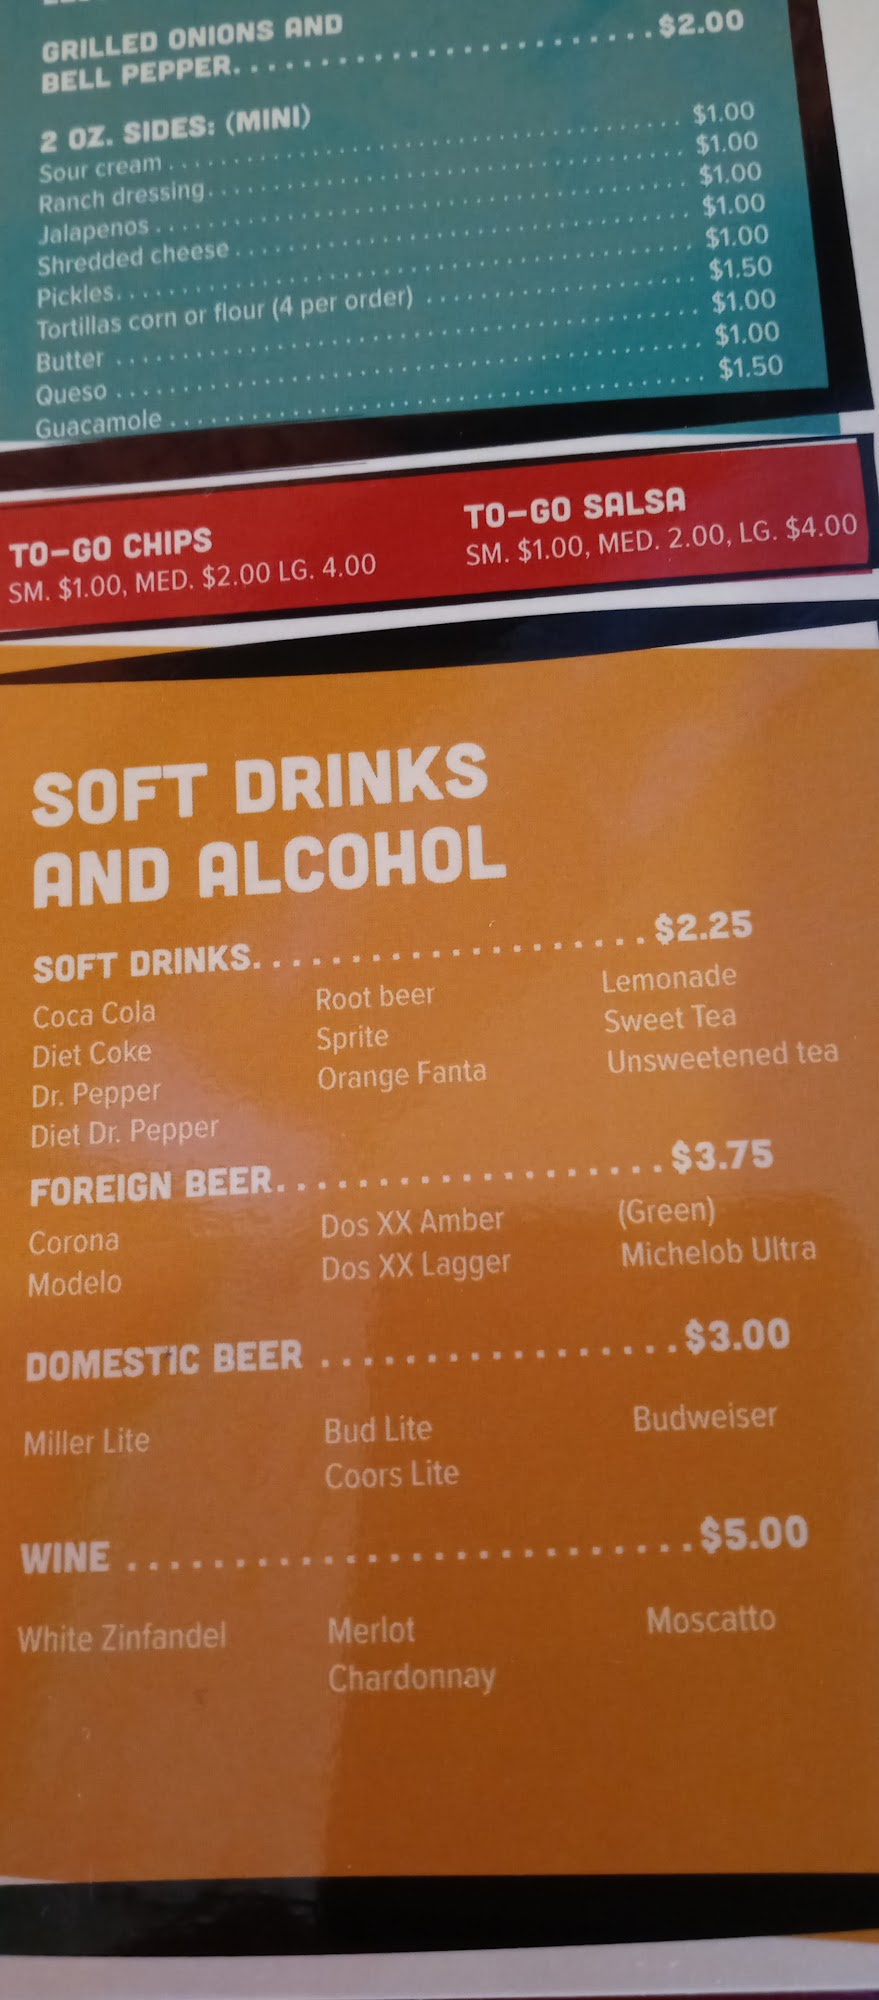 GRILLED ONIONS AND
BELL PEPPER. $2.00
2 OZ. SIDES: (MINI)
Sour cream $1.00
Ranch dressing $1.00
Jalapenos $1.00
Shredded cheese $1.00
Pickles $1.00
Tortillas corn or flour (4 per order) $1.50
Butter $1.00
Queso $1.00
Guacamole $1.50
TO-GO CHIPS
SM. $1.00, MED. $2.00 LG. 4.00
TO-GO SALSA
SM. $1.00, MED. 2.00, LG. $4.00
SOFT DRINKS
AND ALCOHOL
SOFT DRINKS $2.25
Coca Cola
Diet Coke
Dr. Pepper
Diet Dr. Pepper
Root beer
Sprite
Orange Fanta
Lemonade
Sweet Tea
Unsweetened tea
FOREIGN BEER $3.75
Corona
Modelo
Dos XX Amber
Dos XX Lagger
(Green)
Michelob Ultra
DOMESTIC BEER $3.00
Miller Lite
Bud Lite
Coors Lite
Budweiser
WINE $5.00
White Zinfandel
Merlot
Chardonnay
Moscatto